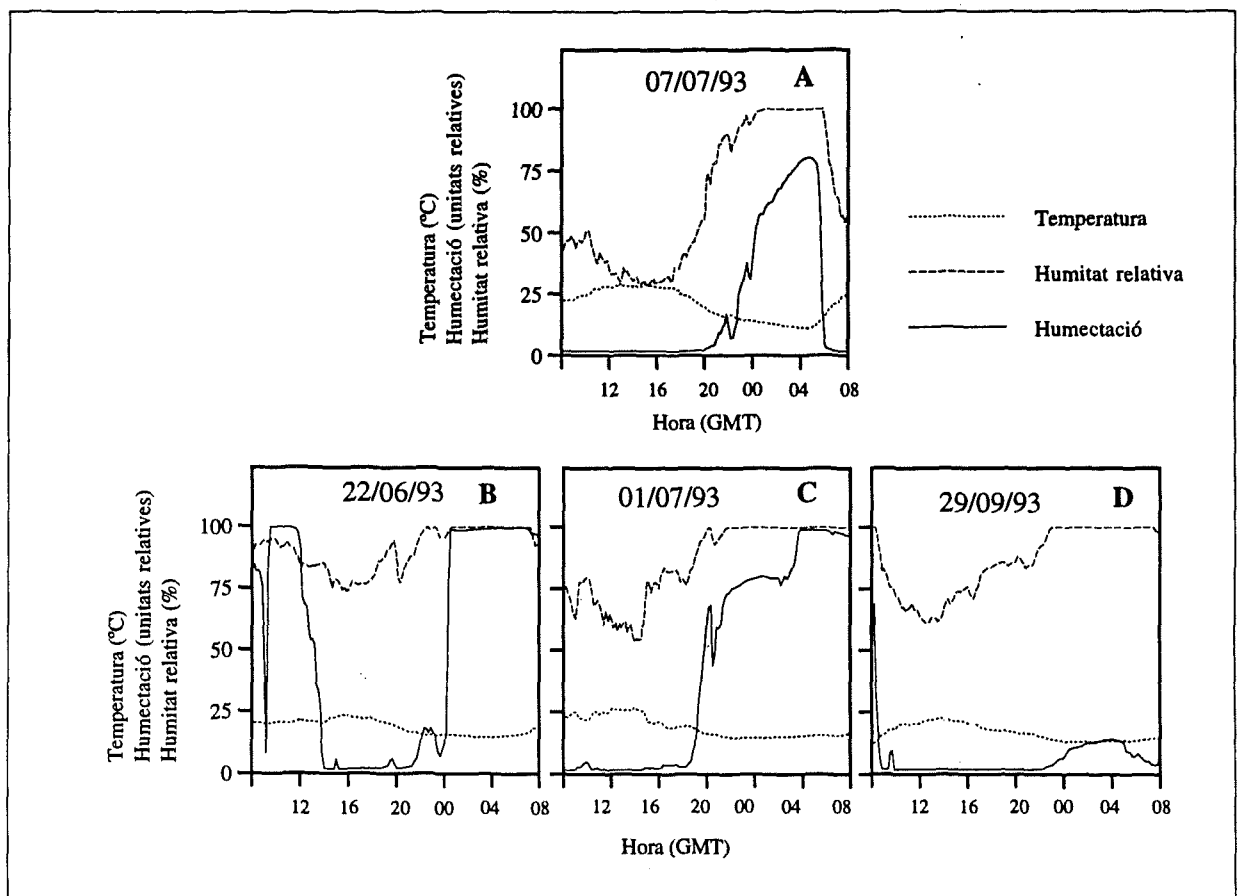 07/07/93 A
Temperatura (ºC)
Humectació (unitats relatives)
Humitat relativa (%)
100
75
50
25
0
12 16 20 00 04 08
Hora (GMT)
Temperatura
Humitat relativa
Humectació
22/06/93 B
01/07/93 C
29/09/93 D
Temperatura (ºC)
Humectació (unitats relatives)
Humitat relativa (%)
100
75
50
25
0
12 16 20 00 04 08
12 16 20 00 04 08
12 16 20 00 04 08
Hora (GMT)